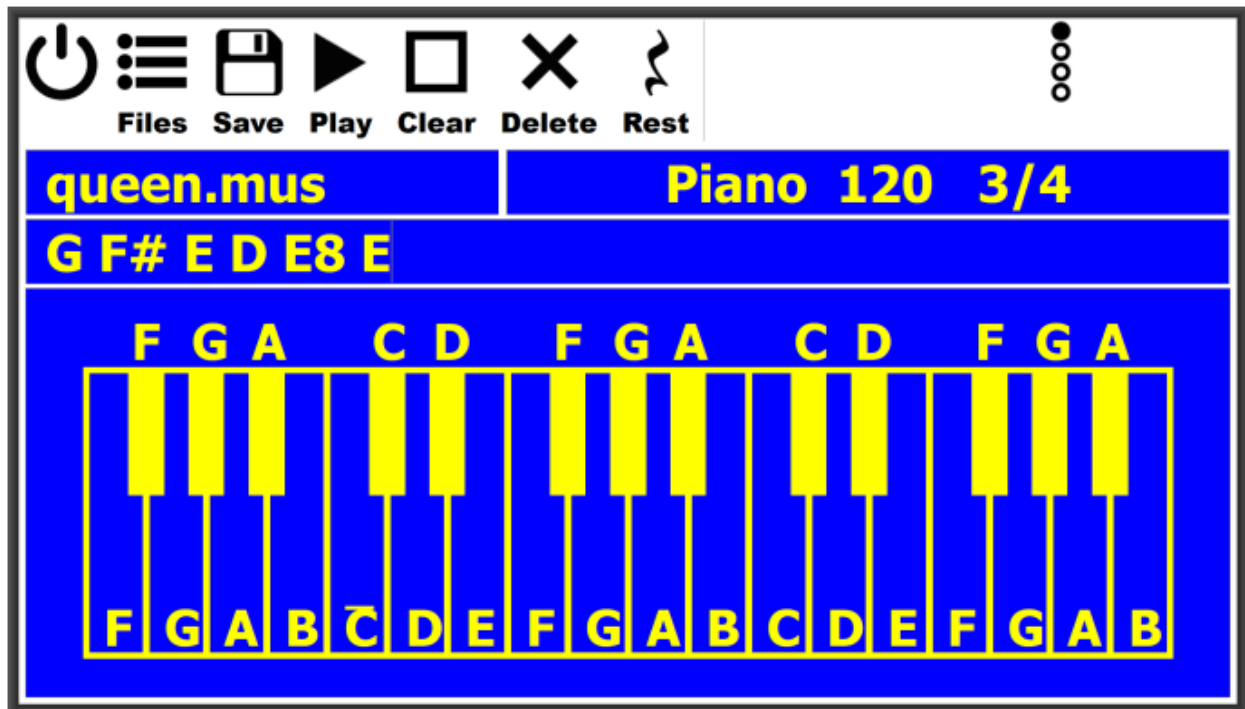 Files Save Play Clear Delete Rest
queen.mus Piano 120 3/4
G F# E D E8 E
F G A C D F G A C D F G A
F G A B C̅ D E F G A B C D E F G A B